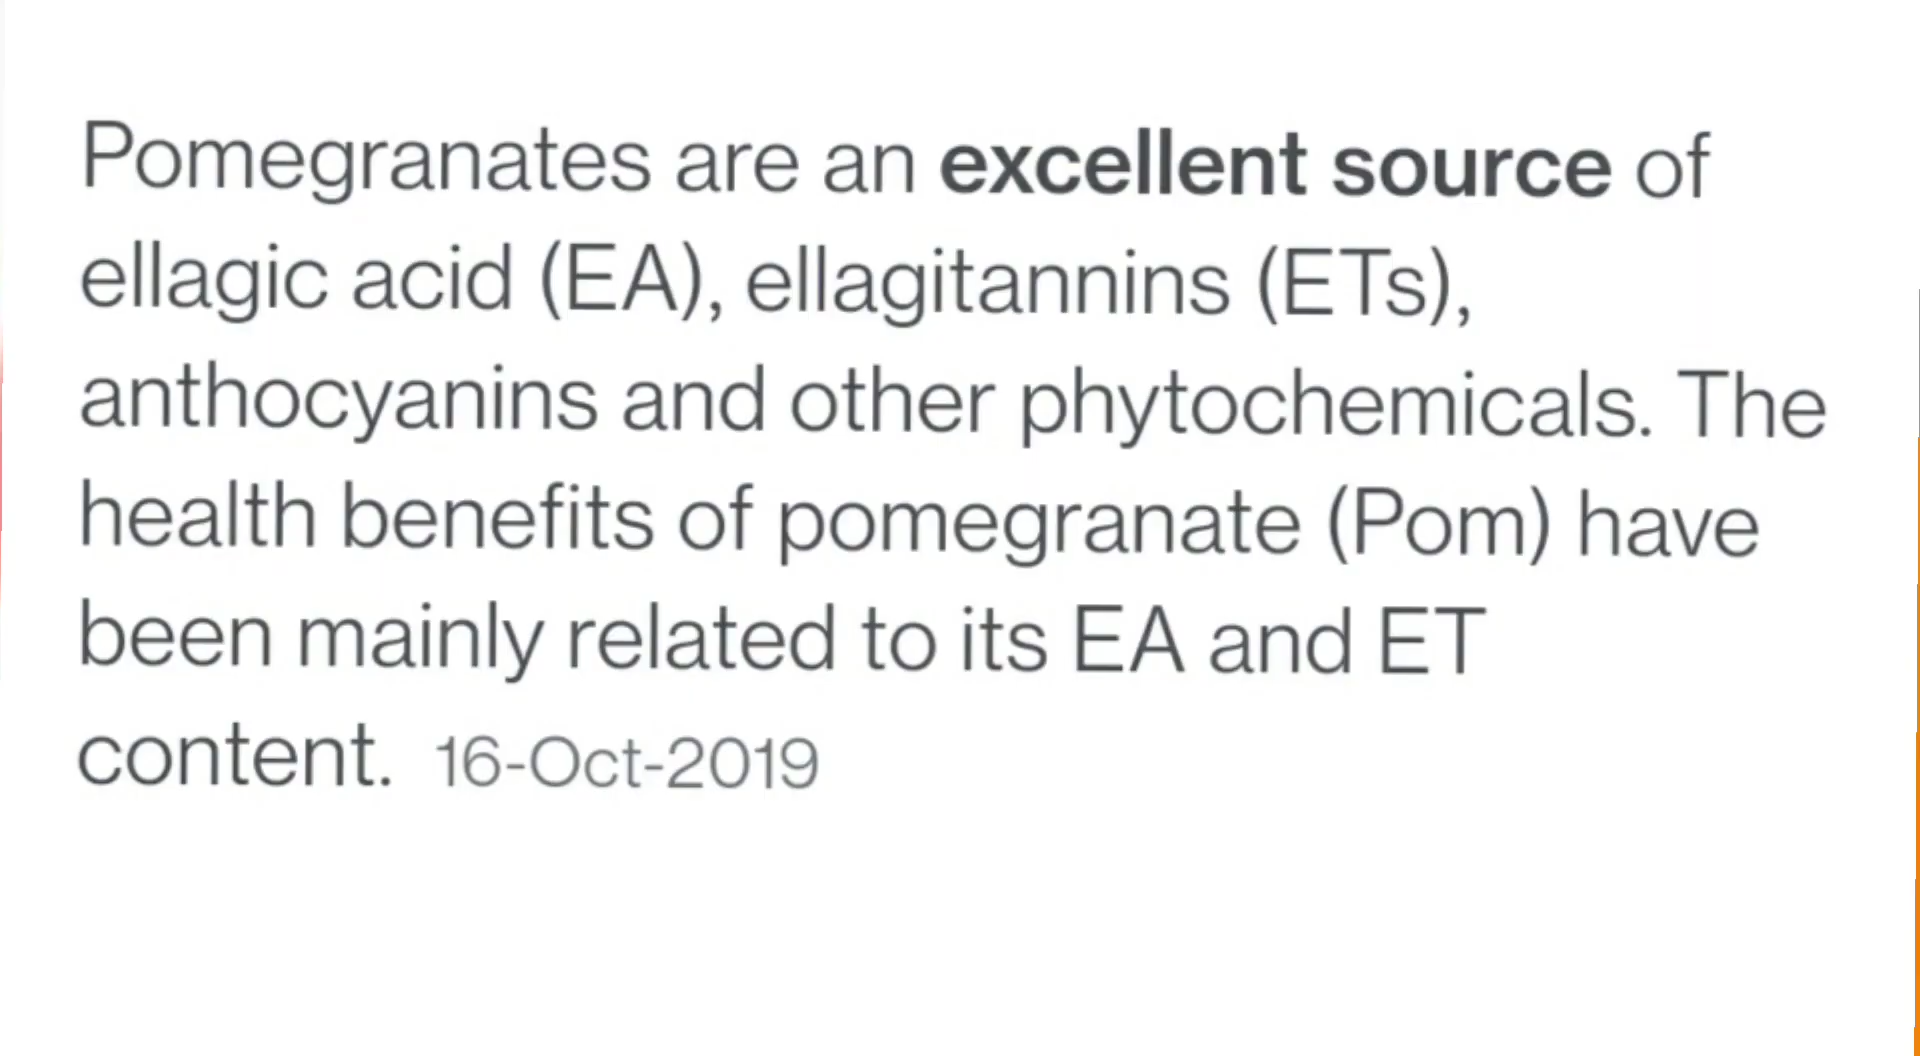 Pomegranates are an excellent source of
ellagic acid (EA), ellagitannins (ETs),
anthocyanins and other phytochemicals. The
health benefits of pomegranate (Pom) have
been mainly related to its EA and ET
content. 16-Oct-2019